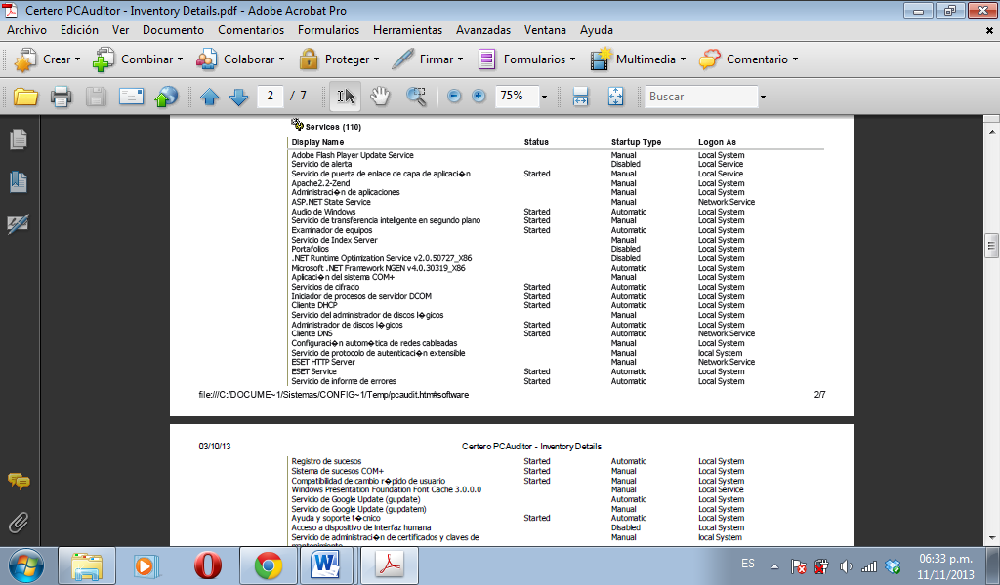 Certero PCAuditor - Inventory Details.pdf - Adobe Acrobat Pro
Archivo Edición Ver Documento Comentarios Formularios Herramientas Avanzadas Ventana Ayuda
Crear Combinar Colaborar Proteger Firmar Formularios Multimedia Comentario
2 / 7 75% Buscar
Services (110)
Display Name Status Startup Type Logon As
Adobe Flash Player Update Service Manual Local System
Servicio de alerta Disabled Local Service
Servicio de puerta de enlace de capa de aplicaci�n Started Manual Local Service
Apache2.2-Zend Manual Local System
Administraci�n de aplicaciones Manual Local System
ASP.NET State Service Manual Network Service
Audio de Windows Started Automatic Local System
Servicio de transferencia inteligente en segundo plano Started Manual Local System
Examinador de equipos Started Automatic Local System
Servicio de Index Server Manual Local System
Portafolios Disabled Local System
.NET Runtime Optimization Service v2.0.50727_X86 Disabled Local System
Microsoft .NET Framework NGEN v4.0.30319_X86 Automatic Local System
Aplicaci�n del sistema COM+ Manual Local System
Servicios de cifrado Started Automatic Local System
Iniciador de procesos de servidor DCOM Started Automatic Local System
Cliente DHCP Started Automatic Local System
Servicio del administrador de discos l�gicos Manual Local System
Administrador de discos l�gicos Started Automatic Local System
Cliente DNS Started Automatic Network Service
Configuraci�n autom�tica de redes cableadas Manual Local System
Servicio de protocolo de autenticaci�n extensible Manual local System
ESET HTTP Server Manual Network Service
ESET Service Started Automatic Local System
Servicio de informe de errores Started Automatic Local System
file:///C:/DOCUME~1/Sistemas/CONFIG~1/Temp/pcaudit.htm#software 2/7
03/10/13 Certero PCAuditor - Inventory Details
Registro de sucesos Started Automatic Local System
Sistema de sucesos COM+ Started Manual Local System
Compatibilidad de cambio r�pido de usuario Started Manual Local System
Windows Presentation Foundation Font Cache 3.0.0.0 Manual Local Service
Servicio de Google Update (gupdate) Automatic Local System
Servicio de Google Update (gupdatem) Manual Local System
Ayuda y soporte t�cnico Started Automatic Local System
Acceso a dispositivo de interfaz humana Disabled Local System
Servicio de administraci�n de certificados y claves de Manual local System
mantenimiento
ES 06:33 p.m.
11/11/2013